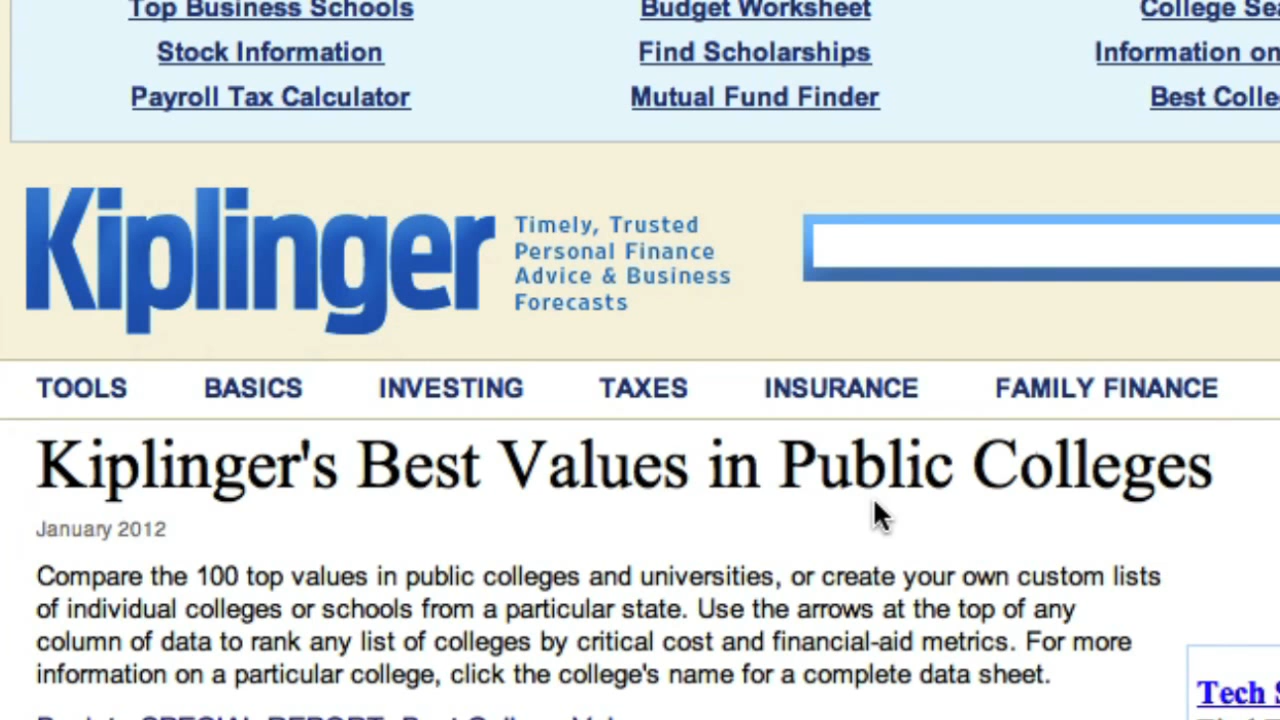 Top Business Schools Budget Worksheet College
Stock Information Find Scholarships Information on
Payroll Tax Calculator Mutual Fund Finder Best
Kiplinger
Timely, Trusted
Personal Finance
Advice & Business
Forecasts
TOOLS BASICS INVESTING TAXES INSURANCE FAMILY FINANCE
Kiplinger's Best Values in Public Colleges
January 2012
Compare the 100 top values in public colleges and universities, or create your own custom lists
of individual colleges or schools from a particular state. Use the arrows at the top of any
column of data to rank any list of colleges by critical cost and financial-aid metrics. For more
information on a particular college, click the college's name for a complete data sheet.
Tech